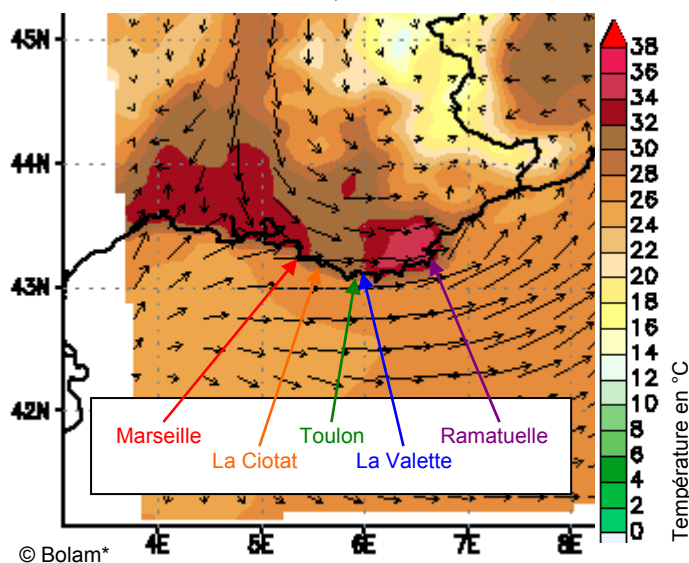 45N
44N
43N
42N
4E 5E 6E 7E 8E
38
36
34
32
30
28
26
24
22
20
18
16
14
12
10
8
6
4
2
0
Température en °C
Marseille Toulon Ramatuelle
La Ciotat La Valette
© Bolam*